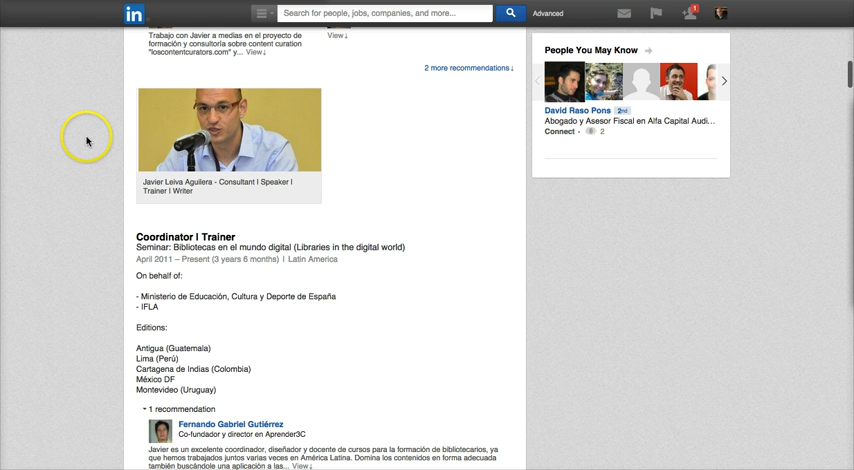 in
Search for people, jobs, companies, and more...
Advanced
1
Trabajo con Javier a medias en el proyecto de
formación y consultoría sobre content curation
"loscontentcurators.com" y... View↓
View↓
2 more recommendations↓
Javier Leiva Aguilera - Consultant I Speaker I
Trainer I Writer
Coordinator I Trainer
Seminar: Bibliotecas en el mundo digital (Libraries in the digital world)
April 2011 – Present (3 years 6 months) I Latin America
On behalf of:
- Ministerio de Educación, Cultura y Deporte de España
- IFLA
Editions:
Antigua (Guatemala)
Lima (Perú)
Cartagena de Indias (Colombia)
México DF
Montevideo (Uruguay)
1 recommendation
Fernando Gabriel Gutiérrez
Co-fundador y director en Aprender3C
Javier es un excelente coordinador, diseñador y docente de cursos para la formación de bibliotecarios, ya
que hemos trabajado juntos varias veces en América Latina. Domina los contenidos en forma adecuada
también buscándole una aplicación a las... View↓
People You May Know
David Raso Pons 2nd
Abogado y Asesor Fiscal en Alfa Capital Audi...
Connect · 2